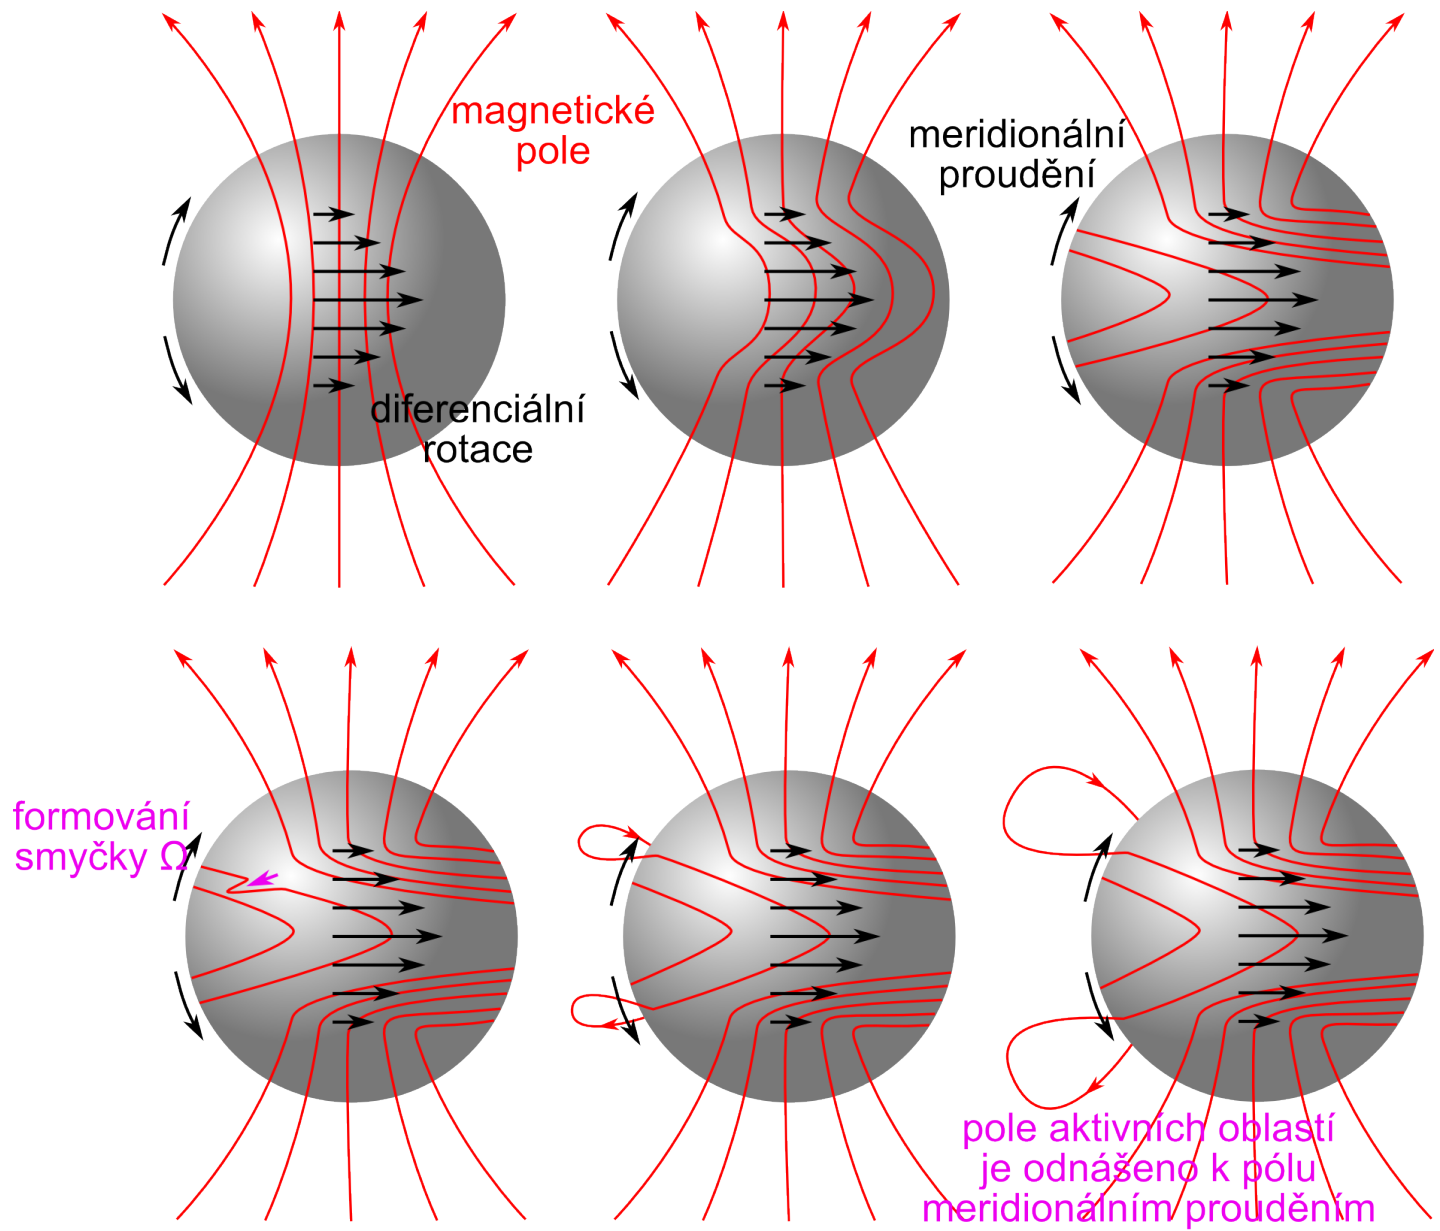 magnetické
pole
meridionální
proudění
diferenciální
rotace
formování
smyčky Ω
pole aktivních oblastí
je odnášeno k pólu
meridionálním prouděním